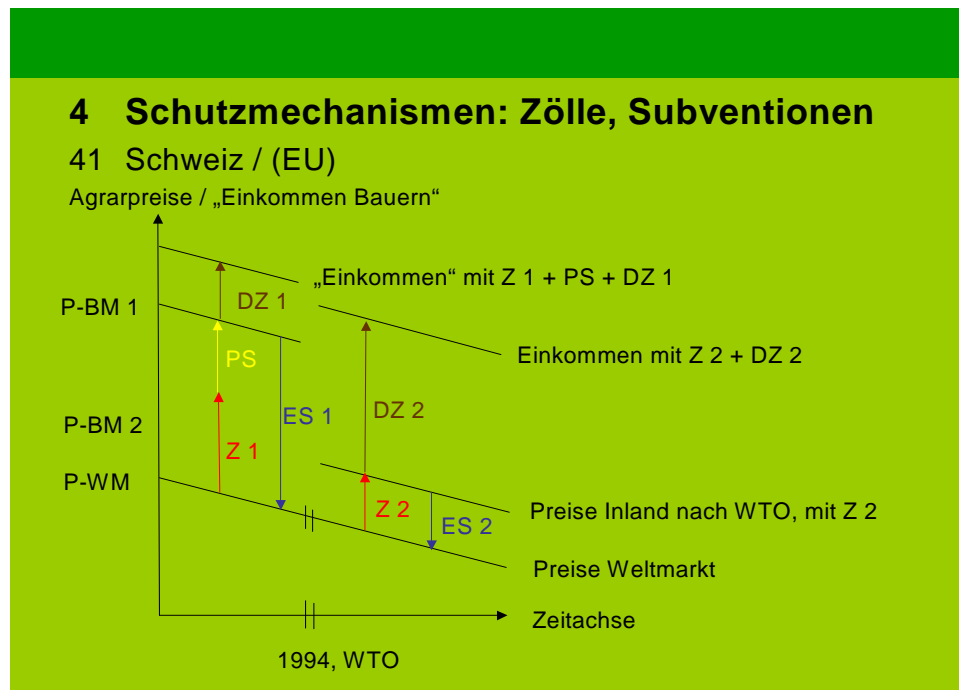 4 Schutzmechanismen: Zölle, Subventionen
41 Schweiz / (EU)
Agrarpreise / „Einkommen Bauern“
„Einkommen“ mit Z 1 + PS + DZ 1
DZ 1
P-BM 1
PS
Einkommen mit Z 2 + DZ 2
ES 1
DZ 2
P-BM 2
Z 1
P-WM
Z 2
Preise Inland nach WTO, mit Z 2
ES 2
Preise Weltmarkt
Zeitachse
1994, WTO